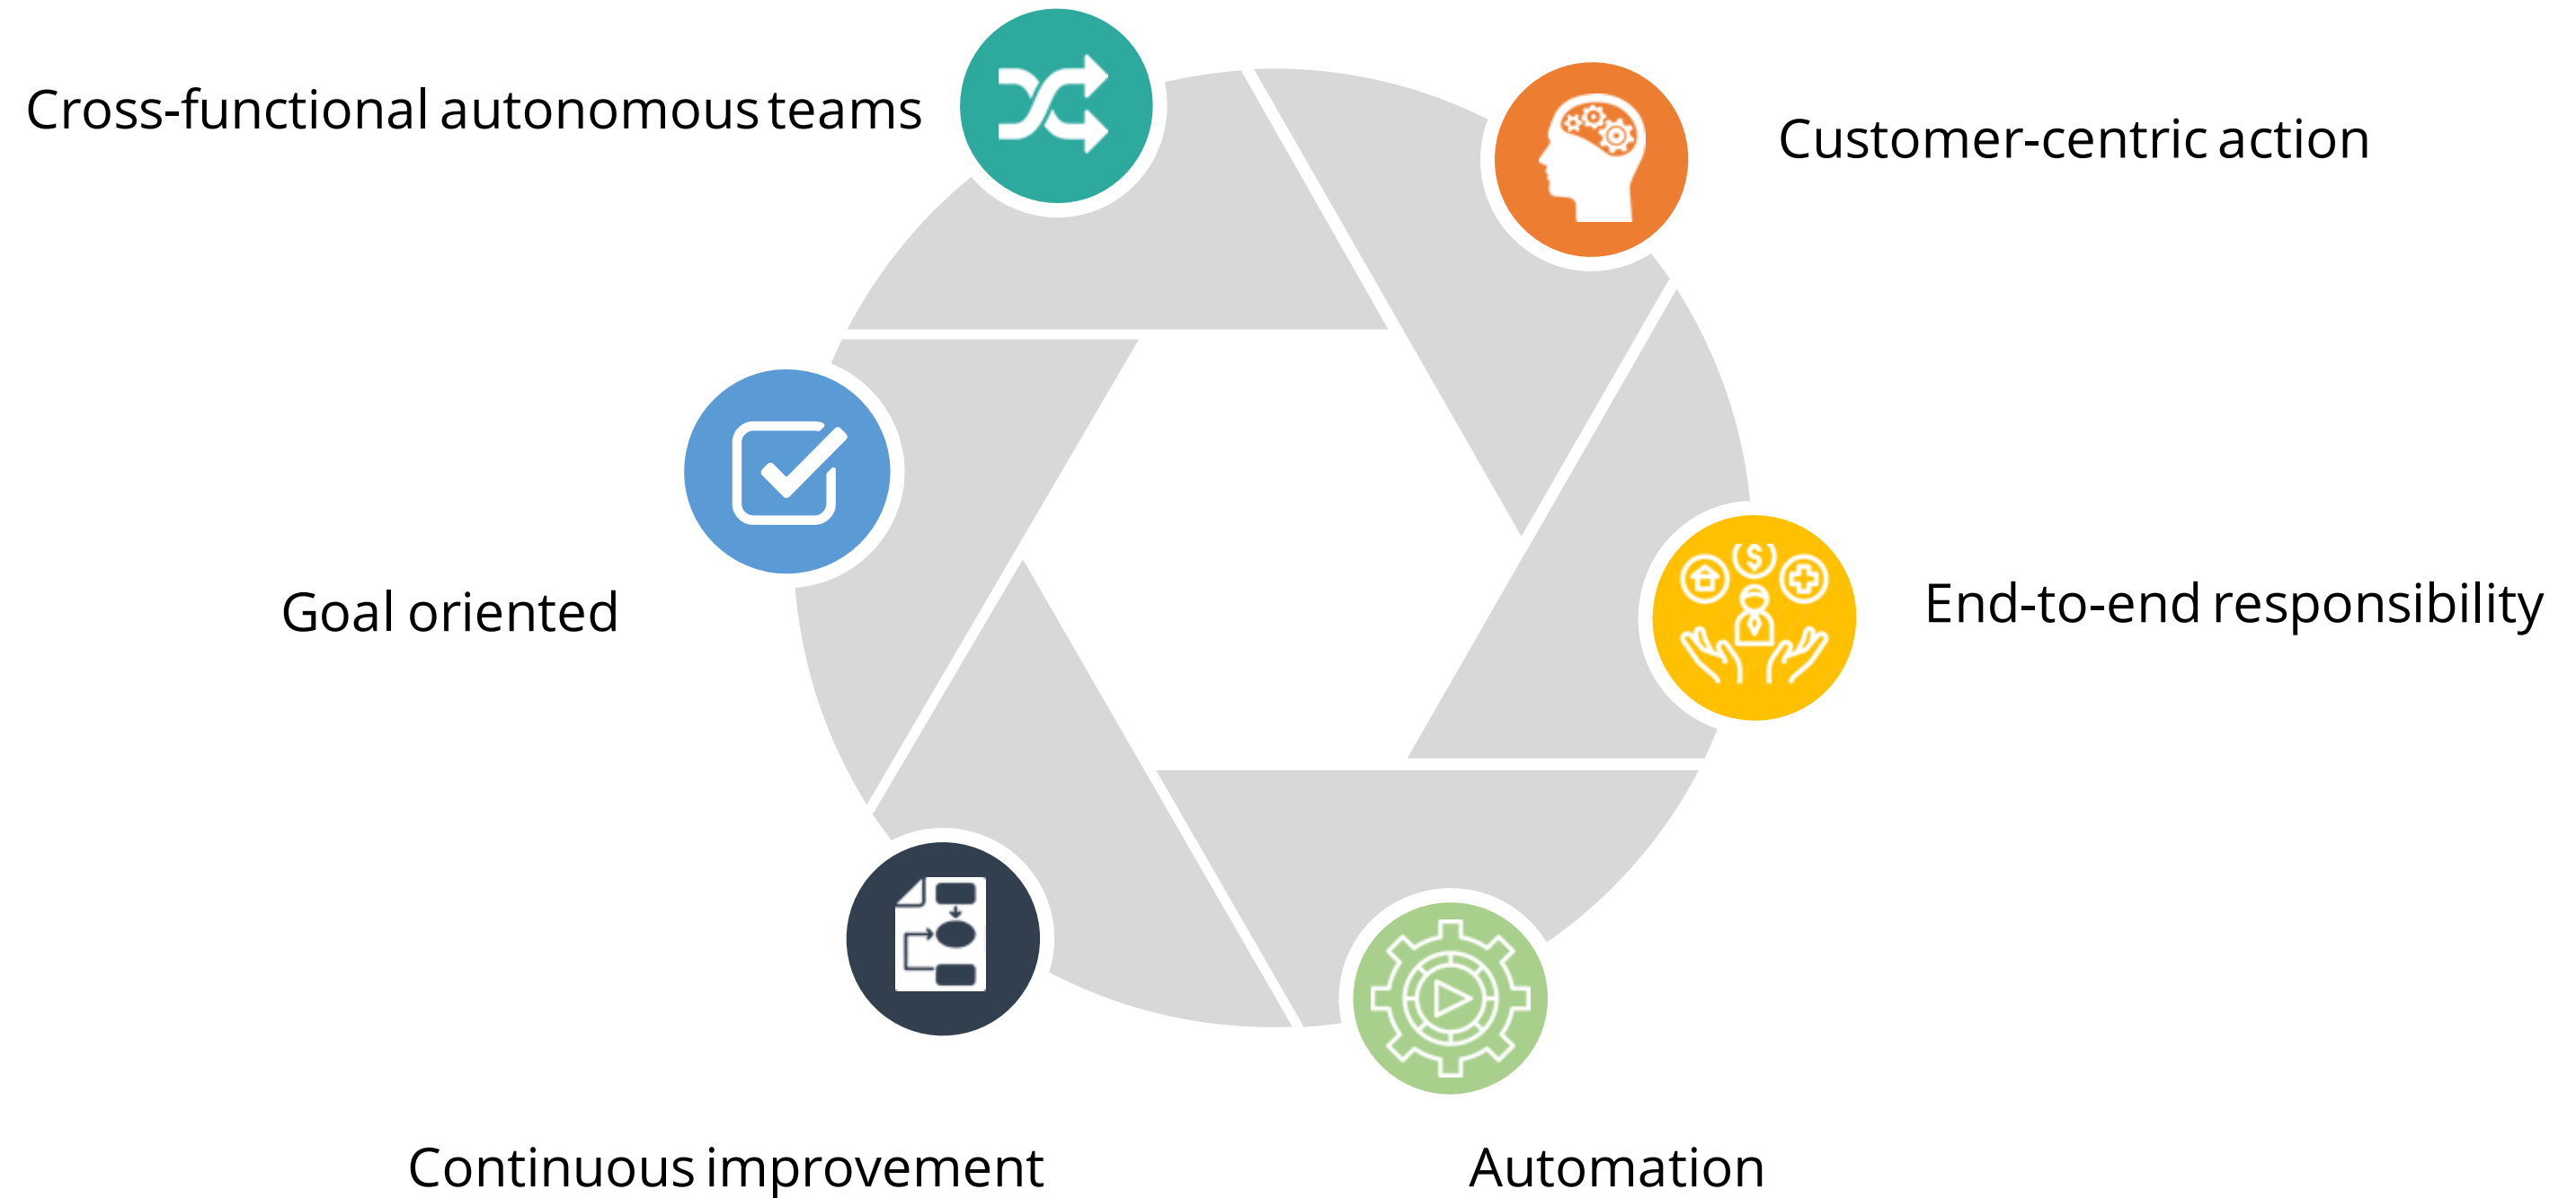 Cross-functional autonomous teams
Customer-centric action
Goal oriented
$
End-to-end responsibility
Continuous improvement
Automation